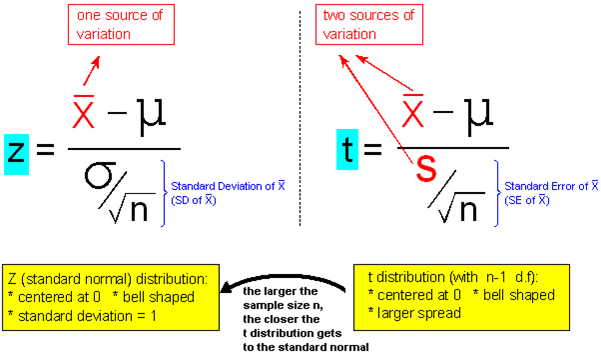 one source of
variation
two sources of
variation
z = x̄ − μ
σ/√n
Standard Deviation of X̄
(SD of X̄)
t = x̄ − μ
s/√n
Standard Error of X̄
(SE of X̄)
Z (standard normal) distribution:
* centered at 0 * bell shaped
* standard deviation = 1
the larger the
sample size n,
the closer the
t distribution gets
to the standard normal
t distribution (with n-1 d.f):
* centered at 0 * bell shaped
* larger spread